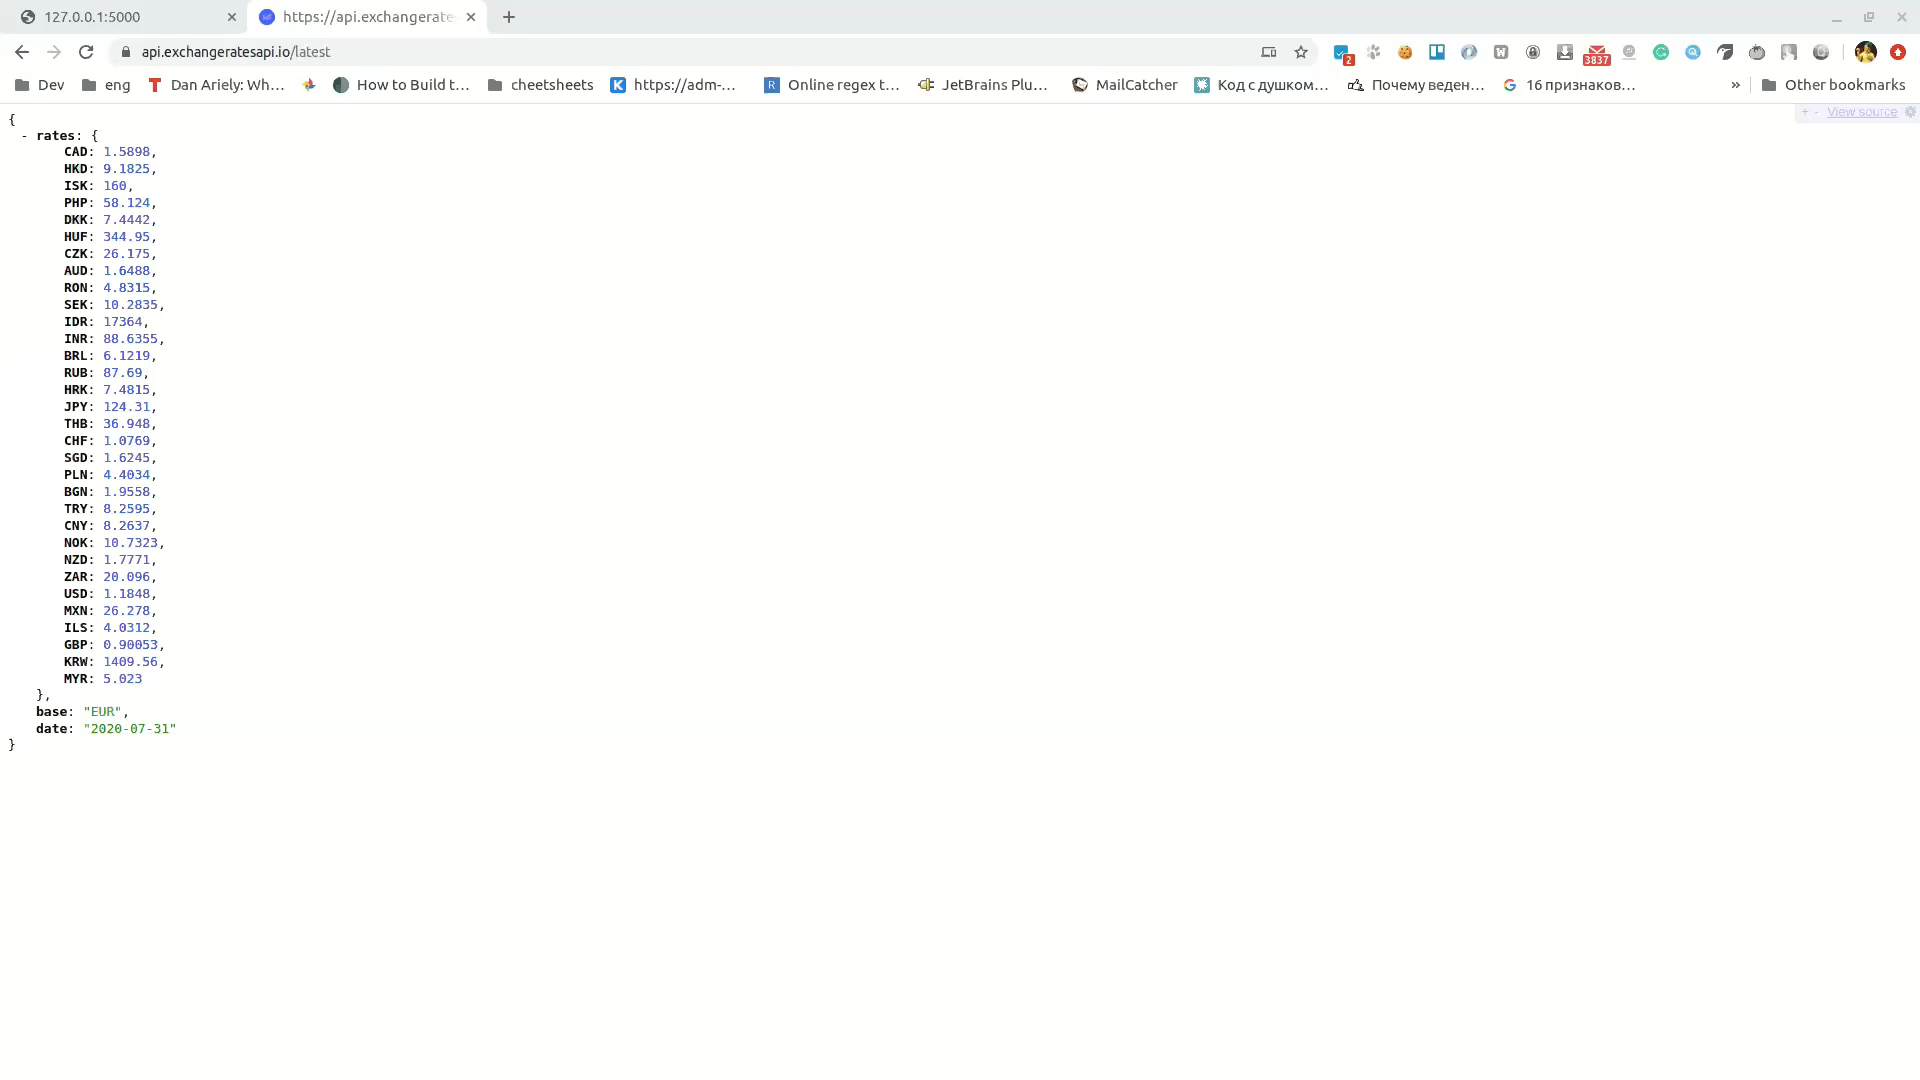 127.0.0.1:5000
https://api.exchangerate
api.exchangeratesapi.io/latest
2
3837
Dev
eng
Dan Ariely: Wh...
How to Build t...
cheetsheets
https://adm-...
Online regex t...
JetBrains Plu...
MailCatcher
Код с душком...
Почему веден...
16 признаков...
»
Other bookmarks
+ - View source
{
- rates: {
CAD: 1.5898,
HKD: 9.1825,
ISK: 160,
PHP: 58.124,
DKK: 7.4442,
HUF: 344.95,
CZK: 26.175,
AUD: 1.6488,
RON: 4.8315,
SEK: 10.2835,
IDR: 17364,
INR: 88.6355,
BRL: 6.1219,
RUB: 87.69,
HRK: 7.4815,
JPY: 124.31,
THB: 36.948,
CHF: 1.0769,
SGD: 1.6245,
PLN: 4.4034,
BGN: 1.9558,
TRY: 8.2595,
CNY: 8.2637,
NOK: 10.7323,
NZD: 1.7771,
ZAR: 20.096,
USD: 1.1848,
MXN: 26.278,
ILS: 4.0312,
GBP: 0.90053,
KRW: 1409.56,
MYR: 5.023
},
base: "EUR",
date: "2020-07-31"
}